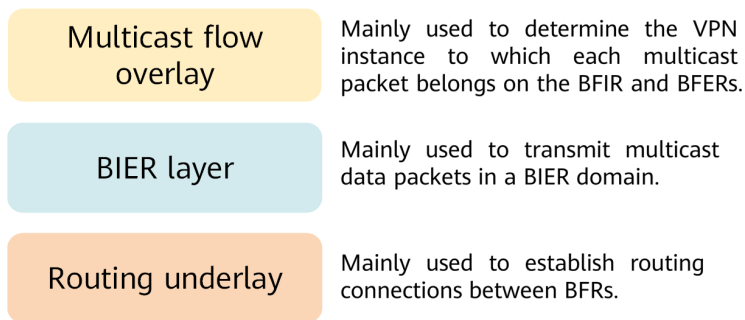 Multicast flow
overlay
Mainly used to determine the VPN
instance to which each multicast
packet belongs on the BFIR and BFERs.
BIER layer
Mainly used to transmit multicast
data packets in a BIER domain.
Routing underlay
Mainly used to establish routing
connections between BFRs.